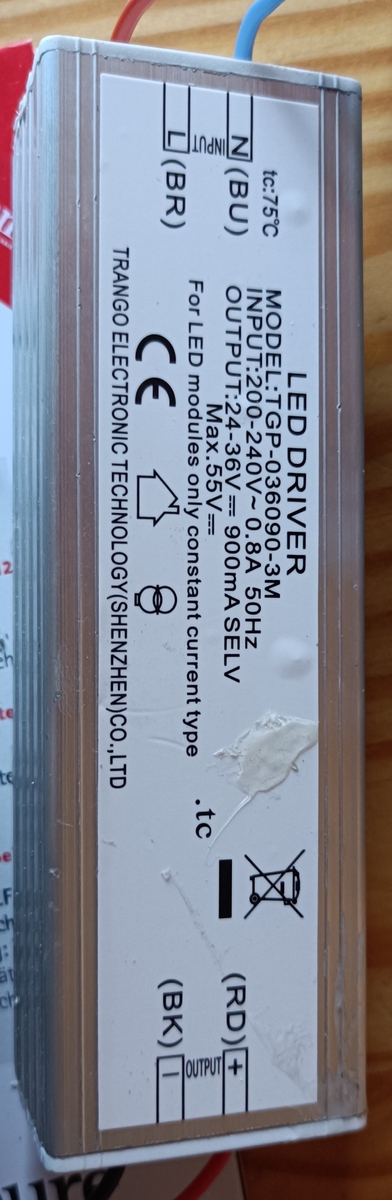 LED DRIVER
MODEL:TGP-036090-3M
INPUT:200-240V~ 0.8A 50Hz
OUTPUT:24-36V⎓ 900mA SELV
Max.55V⎓
For LED modules only constant current type
CE
TRANGO ELECTRONIC TECHNOLOGY(SHENZHEN)CO.,LTD
tc:75℃
N (BU)
INPUT
L (BR)
.tc
(RD) +
OUTPUT
(BK) -